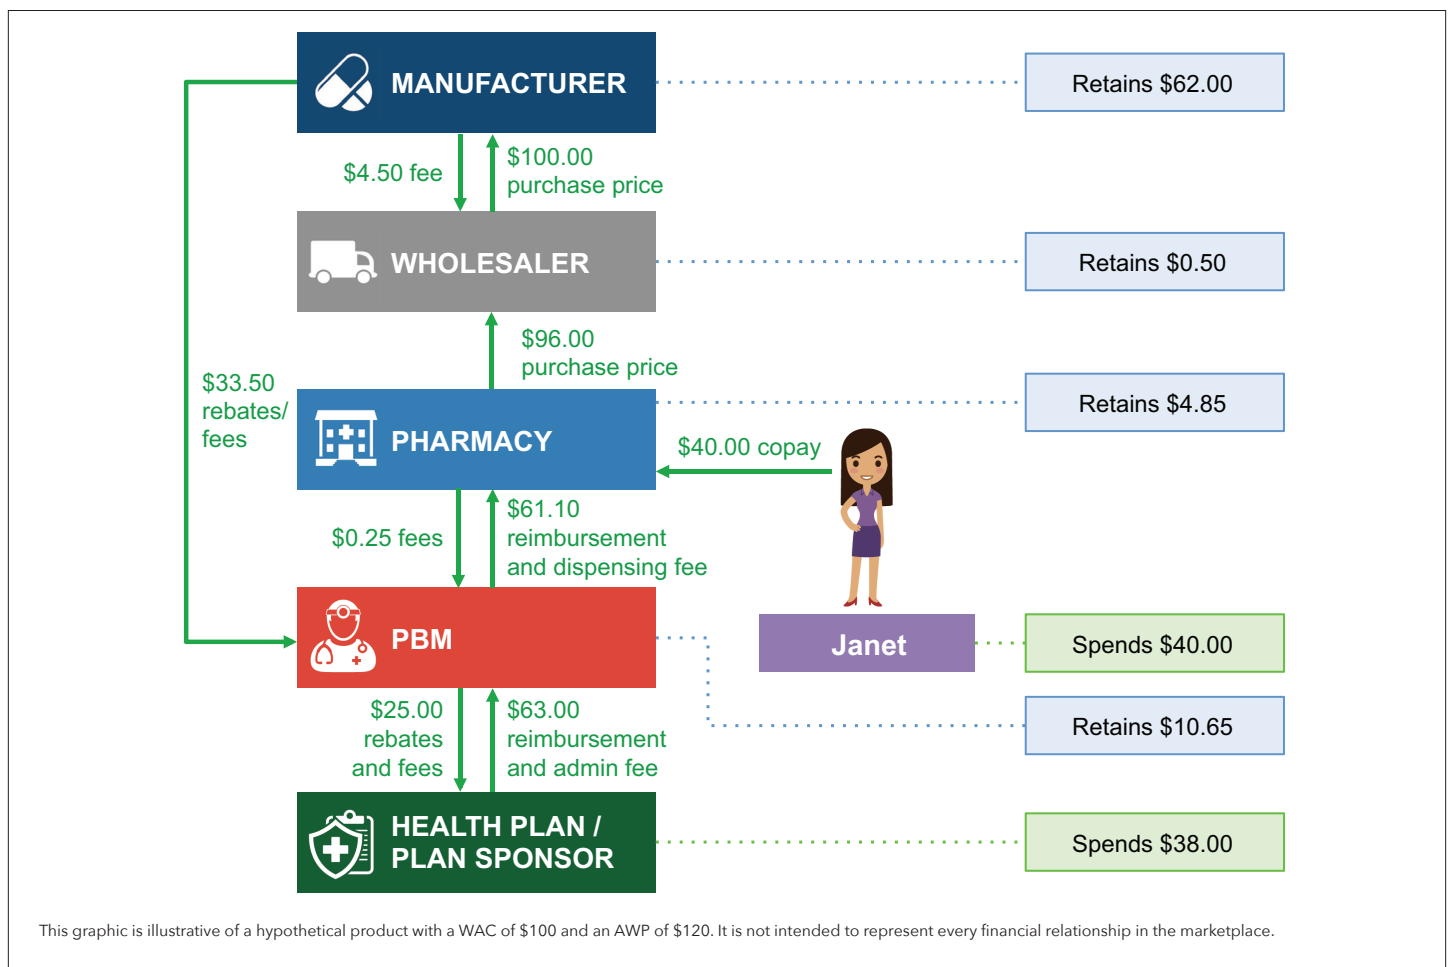 MANUFACTURER
Retains $62.00
$4.50 fee
$100.00
purchase price
WHOLESALER
Retains $0.50
$96.00
purchase price
$33.50
rebates/
fees
PHARMACY
Retains $4.85
$40.00 copay
$0.25 fees
$61.10
reimbursement
and dispensing fee
PBM
Janet
Spends $40.00
Retains $10.65
$25.00
rebates
and fees
$63.00
reimbursement
and admin fee
HEALTH PLAN /
PLAN SPONSOR
Spends $38.00
This graphic is illustrative of a hypothetical product with a WAC of $100 and an AWP of $120. It is not intended to represent every financial relationship in the marketplace.